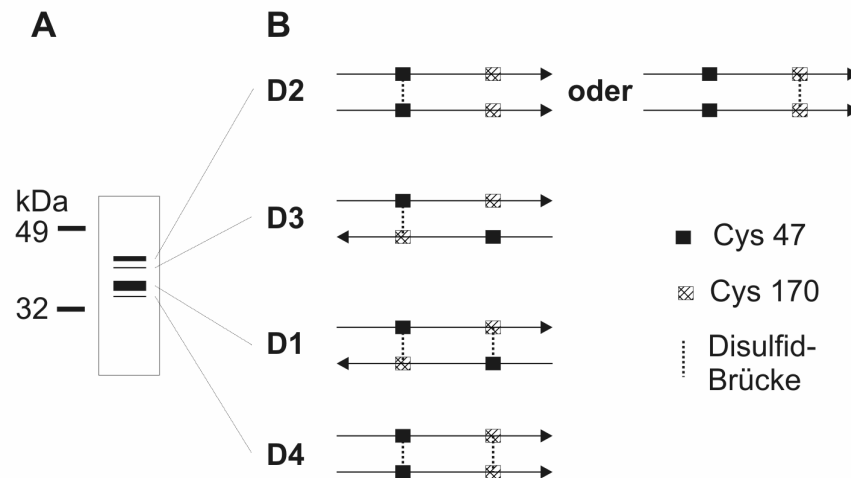 A B
D2 oder
kDa
49
D3
Cys 47
Cys 170
32
D1
Disulfid-
Brücke
D4